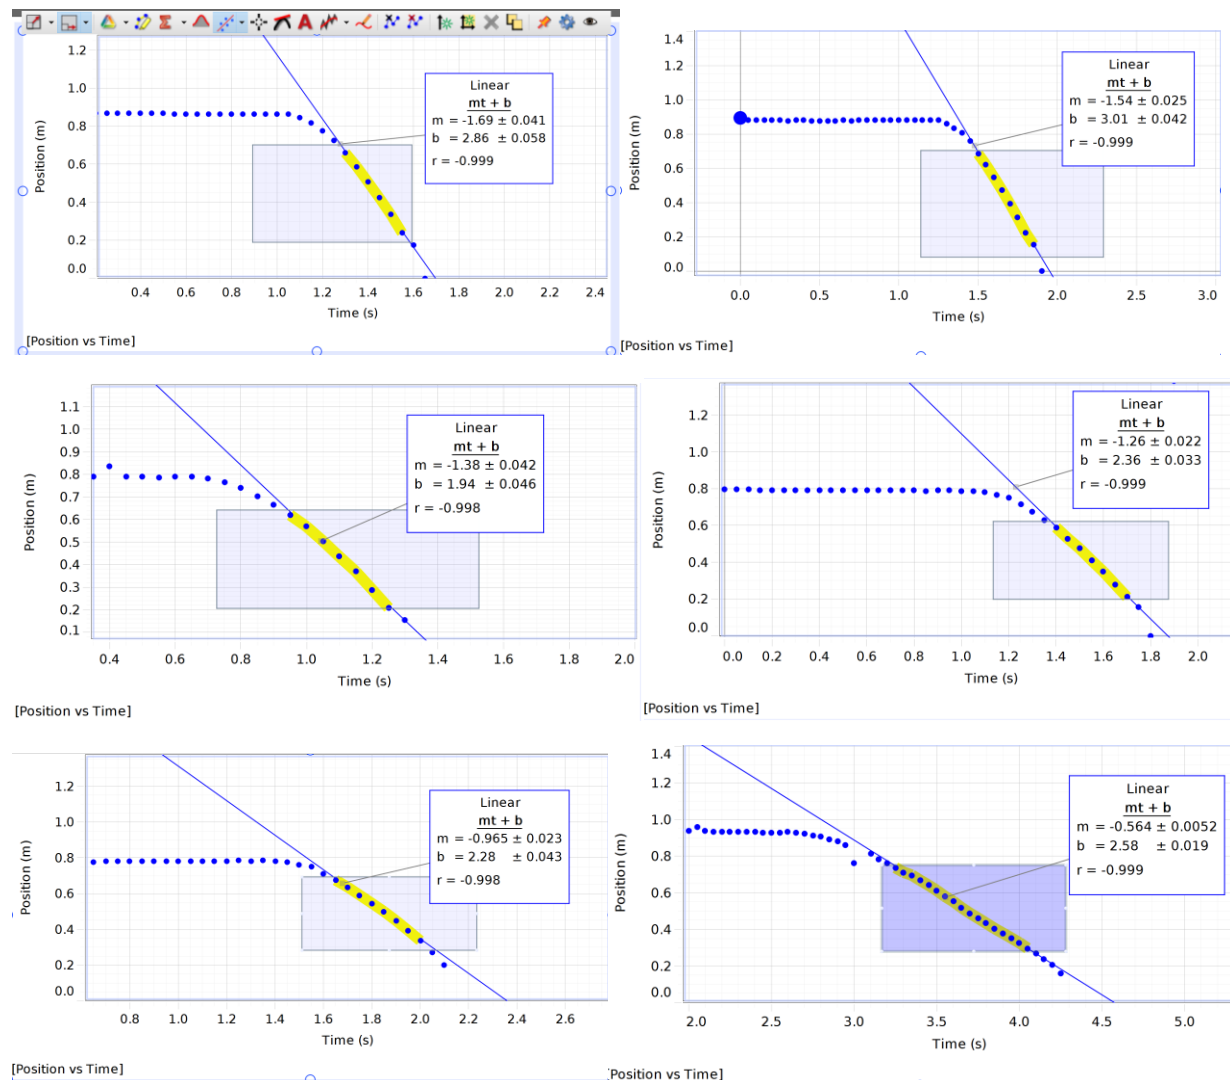 1.2
1.0
0.8
0.6
0.4
0.2
0.0
Position (m)
Linear
mt + b
m = -1.69 ± 0.041
b = 2.86 ± 0.058
r = -0.999
0.4 0.6 0.8 1.0 1.2 1.4 1.6 1.8 2.0 2.2 2.4
Time (s)
[Position vs Time]
1.4
1.2
1.0
0.8
0.6
0.4
0.2
0.0
Position (m)
Linear
mt + b
m = -1.54 ± 0.025
b = 3.01 ± 0.042
r = -0.999
0.0 0.5 1.0 1.5 2.0 2.5 3.0
Time (s)
[Position vs Time]
1.1
1.0
0.9
0.8
0.7
0.6
0.5
0.4
0.3
0.2
0.1
Position (m)
Linear
mt + b
m = -1.38 ± 0.042
b = 1.94 ± 0.046
r = -0.998
0.4 0.6 0.8 1.0 1.2 1.4 1.6 1.8 2.0
Time (s)
[Position vs Time]
1.2
1.0
0.8
0.6
0.4
0.2
0.0
Position (m)
Linear
mt + b
m = -1.26 ± 0.022
b = 2.36 ± 0.033
r = -0.999
0.0 0.2 0.4 0.6 0.8 1.0 1.2 1.4 1.6 1.8 2.0
Time (s)
[Position vs Time]
1.2
1.0
0.8
0.6
0.4
0.2
0.0
Position (m)
Linear
mt + b
m = -0.965 ± 0.023
b = 2.28 ± 0.043
r = -0.998
0.8 1.0 1.2 1.4 1.6 1.8 2.0 2.2 2.4 2.6
Time (s)
[Position vs Time]
1.4
1.2
1.0
0.8
0.6
0.4
0.2
0.0
Position (m)
Linear
mt + b
m = -0.564 ± 0.0052
b = 2.58 ± 0.019
r = -0.999
2.0 2.5 3.0 3.5 4.0 4.5 5.0
Time (s)
[Position vs Time]